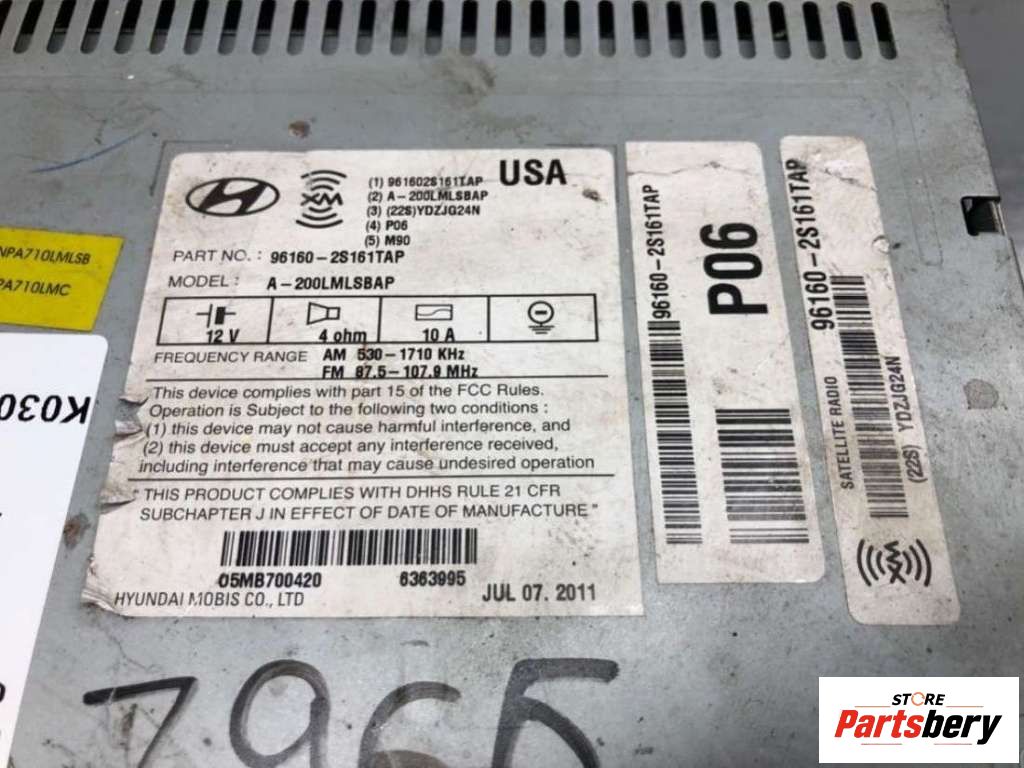 USA
XM
(1) 961602S161TAP
(2) A-200LMLSBAP
(3) (22S)YDZJG24N
(4) P06
(5) M90
PART NO. : 96160-2S161TAP
MODEL : A-200LMLSBAP
12 V 4 ohm 10 A
FREQUENCY RANGE AM 530-1710 KHz
FM 87.5-107.9 MHz
This device complies with part 15 of the FCC Rules.
Operation is Subject to the following two conditions :
(1) this device may not cause harmful interference, and
(2) this device must accept any interference received,
including interference that may cause undesired operation
" THIS PRODUCT COMPLIES WITH DHHS RULE 21 CFR
SUBCHAPTER J IN EFFECT OF DATE OF MANUFACTURE "
05MB700420 6363995
HYUNDAI MOBIS CO., LTD JUL 07. 2011
96160-2S161TAP
P06
96160-2S161TAP
SATELLITE RADIO
(22S) YDZJG24N
XM
NPA710LMLSB
PA710LMC
K030
STORE
Partsbery